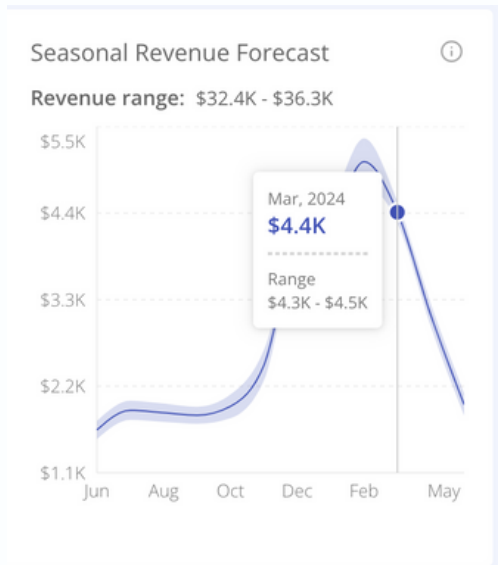 Seasonal Revenue Forecast
Revenue range: $32.4K - $36.3K
$5.5K
$4.4K
$3.3K
$2.2K
$1.1K
Mar, 2024
$4.4K
Range
$4.3K - $4.5K
Jun Aug Oct Dec Feb May